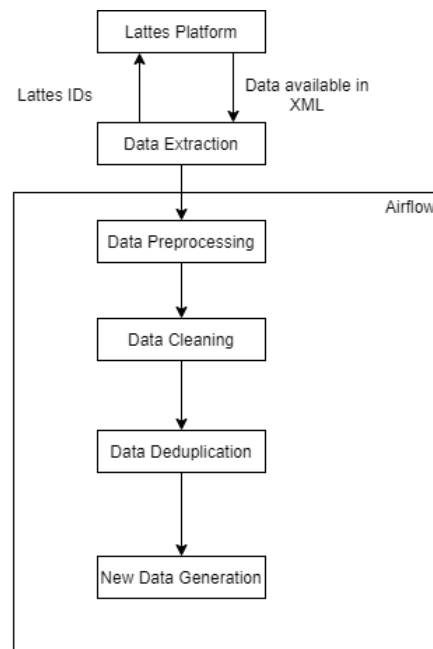 Lattes Platform
Lattes IDs
Data available in
XML
Data Extraction
Airflow
Data Preprocessing
Data Cleaning
Data Deduplication
New Data Generation